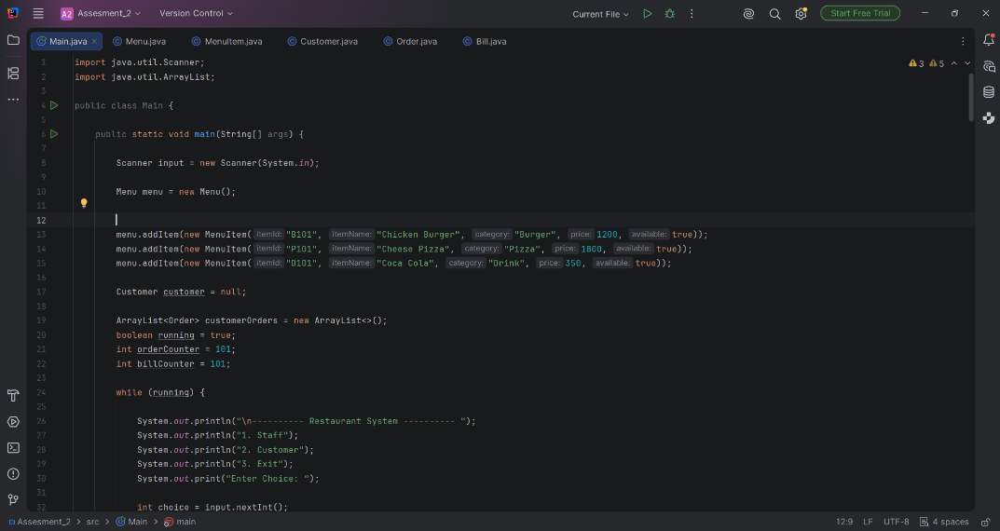 A2 Assesment_2 Version Control Current File Start Free Trial
Main.java Menu.java MenuItem.java Customer.java Order.java Bill.java
1 import java.util.Scanner; 3 5
2 import java.util.ArrayList;
3
4 public class Main {
5
6 public static void main(String[] args) {
7
8 Scanner input = new Scanner(System.in);
9
10 Menu menu = new Menu();
11
12
13 menu.addItem(new MenuItem( itemId: "B101", itemName: "Chicken Burger", category: "Burger", price: 1200, available: true));
14 menu.addItem(new MenuItem( itemId: "P101", itemName: "Cheese Pizza", category: "Pizza", price: 1800, available: true));
15 menu.addItem(new MenuItem( itemId: "D101", itemName: "Coca Cola", category: "Drink", price: 350, available: true));
16
17 Customer customer = null;
18
19 ArrayList<Order> customerOrders = new ArrayList<>();
20 boolean running = true;
21 int orderCounter = 101;
22 int billCounter = 101;
23
24 while (running) {
25
26 System.out.println("\n---------- Restaurant System ---------- ");
27 System.out.println("1. Staff");
28 System.out.println("2. Customer");
29 System.out.println("3. Exit");
30 System.out.print("Enter Choice: ");
31
32 int choice = input.nextInt();
Assesment_2 src Main main 12:9 LF UTF-8 4 spaces